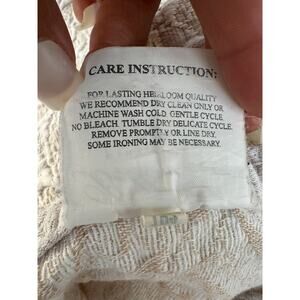 CARE INSTRUCTION:
FOR LASTING HEIRLOOM QUALITY
WE RECOMMEND DRY CLEAN ONLY OR
MACHINE WASH COLD. GENTLE CYCLE.
NO BLEACH. TUMBLE DRY DELICATE CYCLE.
REMOVE PROMPTLY OR LINE DRY.
SOME IRONING MAY BE NECESSARY.